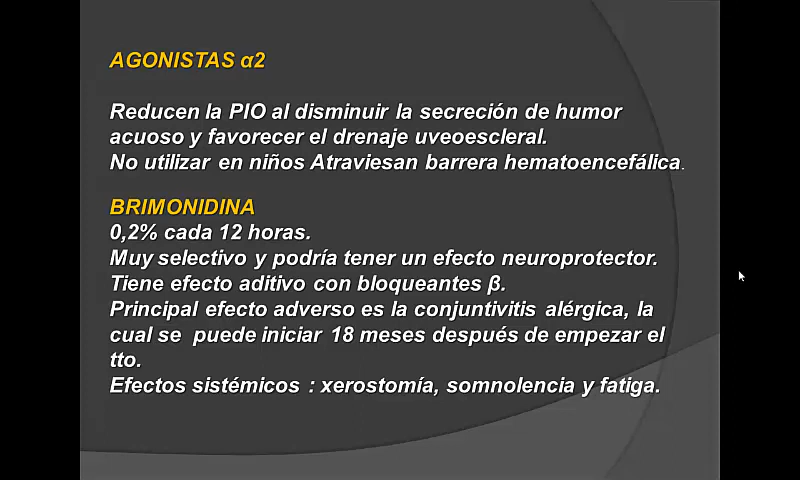 AGONISTAS α2
Reducen la PIO al disminuir la secreción de humor
acuoso y favorecer el drenaje uveoescleral.
No utilizar en niños Atraviesan barrera hematoencefálica.
BRIMONIDINA
0,2% cada 12 horas.
Muy selectivo y podría tener un efecto neuroprotector.
Tiene efecto aditivo con bloqueantes β.
Principal efecto adverso es la conjuntivitis alérgica, la
cual se puede iniciar 18 meses después de empezar el
tto.
Efectos sistémicos : xerostomía, somnolencia y fatiga.